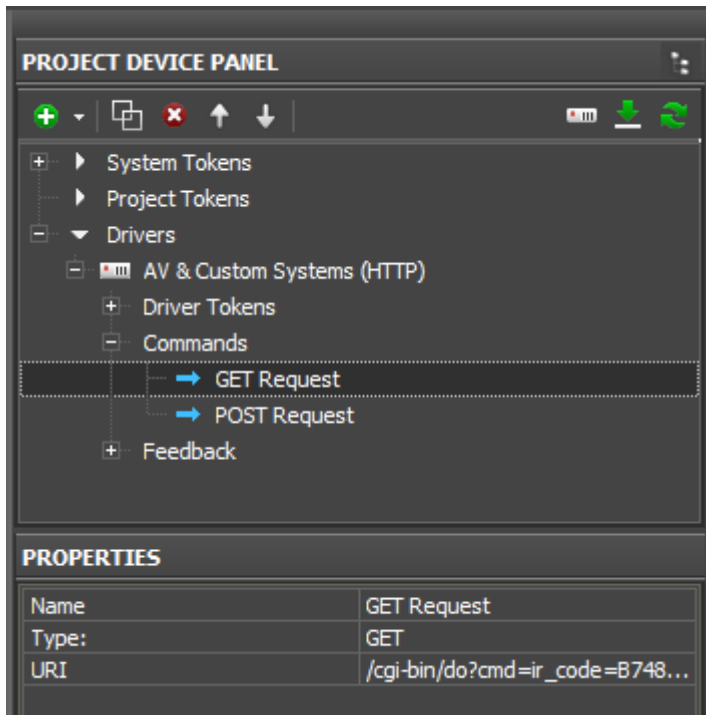 PROJECT DEVICE PANEL
System Tokens
Project Tokens
Drivers
AV & Custom Systems (HTTP)
Driver Tokens
Commands
GET Request
POST Request
Feedback
PROPERTIES
Name GET Request
Type: GET
URI /cgi-bin/do?cmd=ir_code=B748...